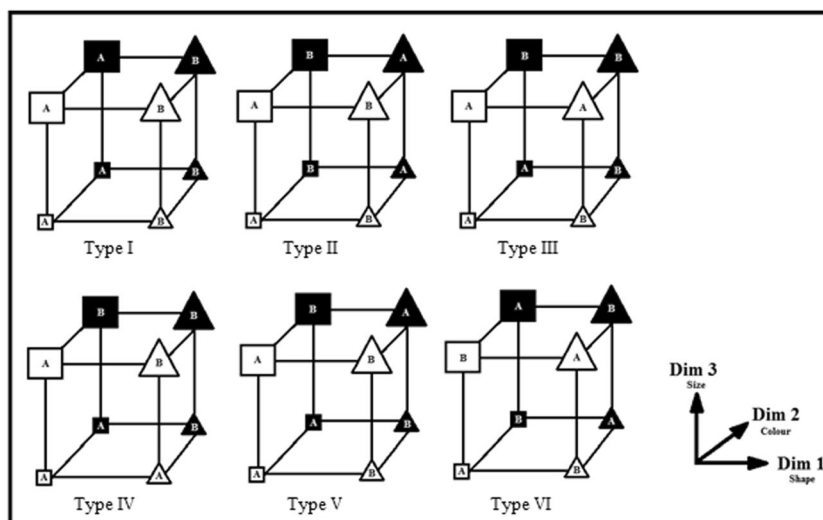 A B
A B
A B
A B
Type I
B A
A B
B A
A B
Type II
B B
A A
A B
A B
Type III
B B
A B
A B
A A
Type IV
B A
A B
A B
A B
Type V
A B
B A
B A
A B
Type VI
Dim 3
Size
Dim 2
Colour
Dim 1
Shape